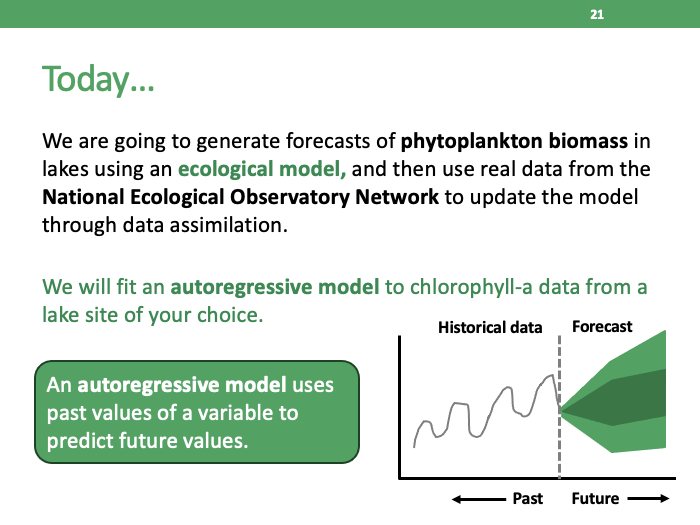 21
Today…
We are going to generate forecasts of phytoplankton biomass in
lakes using an ecological model, and then use real data from the
National Ecological Observatory Network to update the model
through data assimilation.
We will fit an autoregressive model to chlorophyll-a data from a
lake site of your choice.
An autoregressive model uses
past values of a variable to
predict future values.
Historical data
Forecast
Past
Future